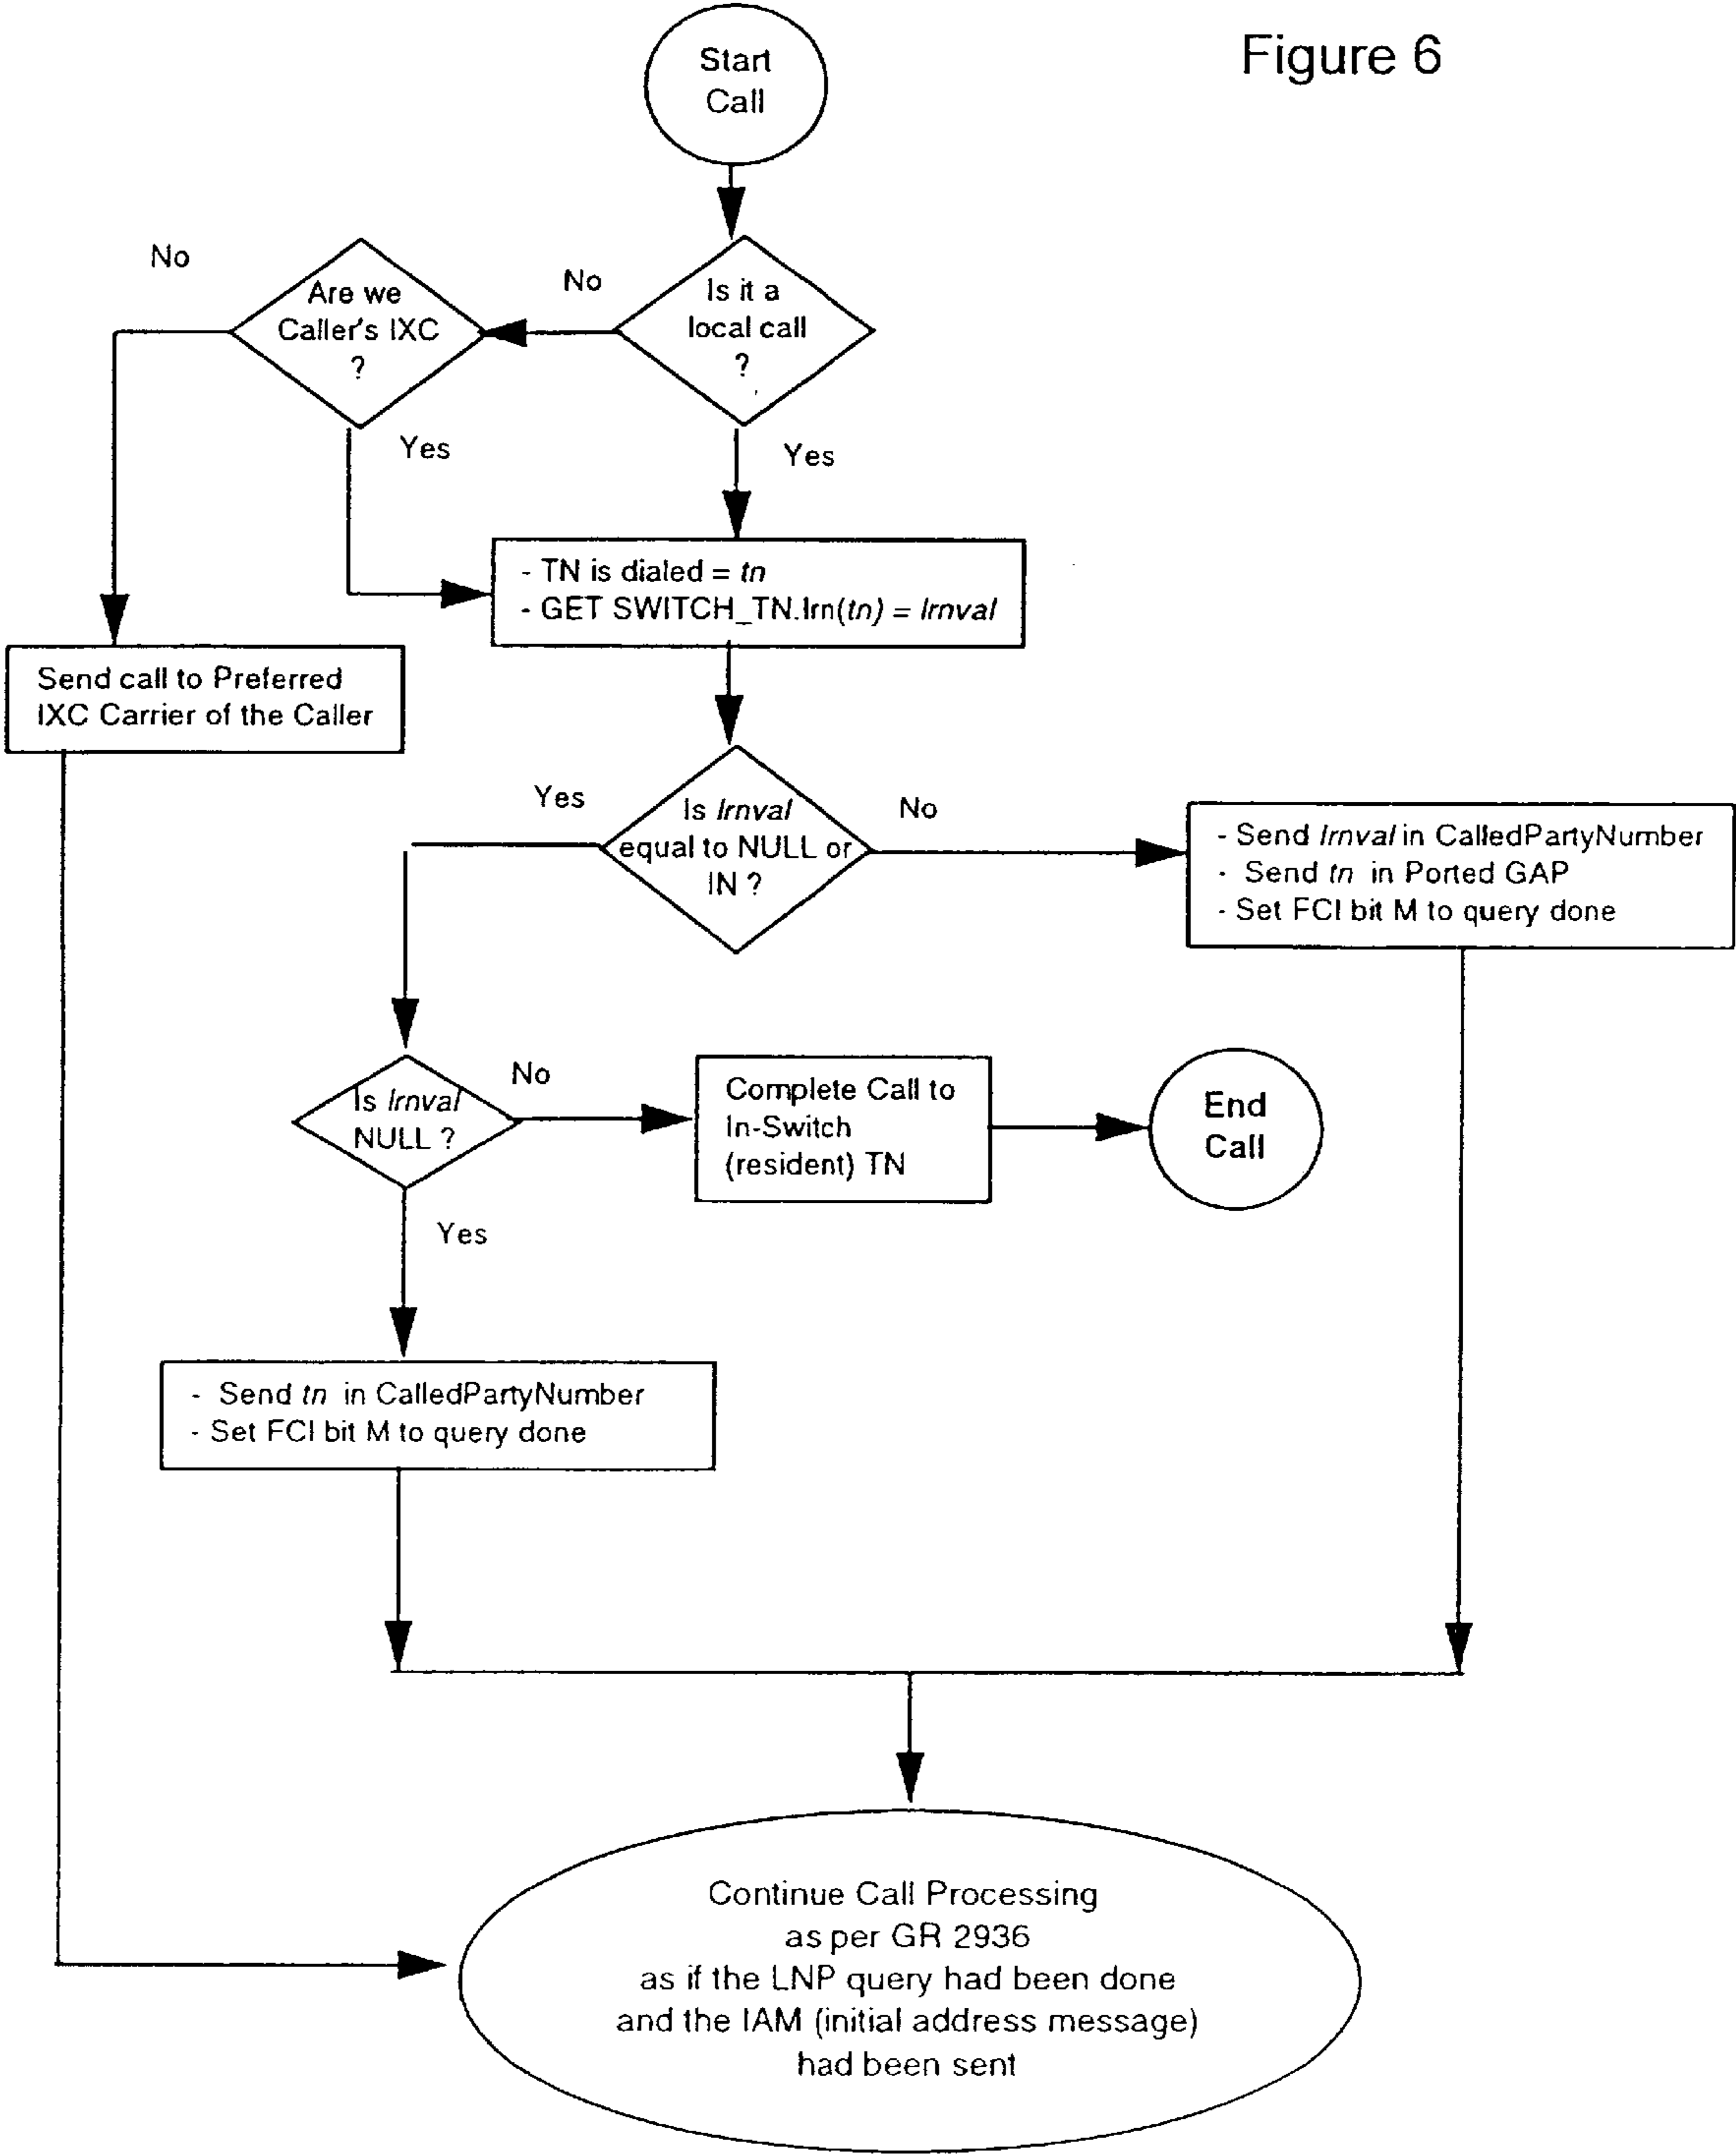 Figure 6
Start
Call
No
Are we
Caller's IXC
?
No
Is it a
local call
?
Yes
Yes
- TN is dialed = tn
- GET SWITCH_TN.lrn(tn) = lrnval
Send call to Preferred
IXC Carrier of the Caller
Yes
Is lrnval
equal to NULL or
IN ?
No
- Send lrnval in CalledPartyNumber
- Send tn in Ported GAP
- Set FCI bit M to query done
Is lrnval
NULL ?
No
Complete Call to
In-Switch
(resident) TN
End
Call
Yes
- Send tn in CalledPartyNumber
- Set FCI bit M to query done
Continue Call Processing
as per GR 2936
as if the LNP query had been done
and the IAM (initial address message)
had been sent